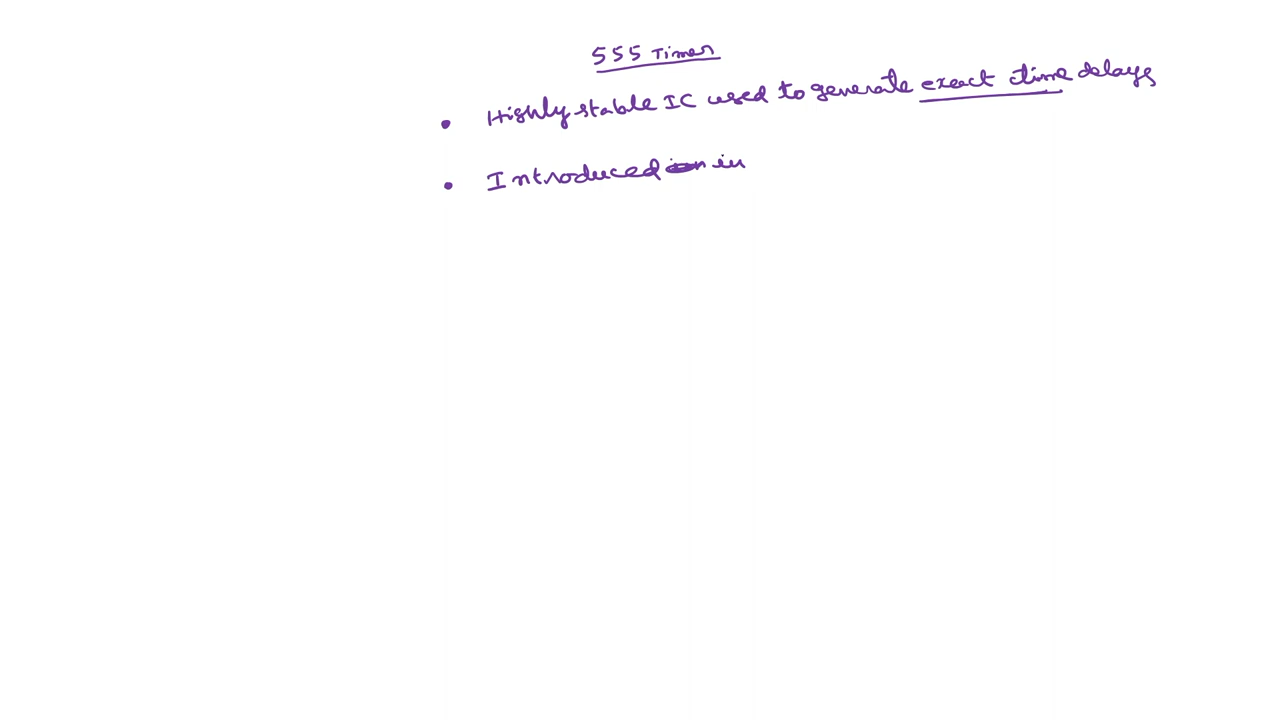 555 Timer
• Highly stable IC used to generate exact time delays
• Introduced in